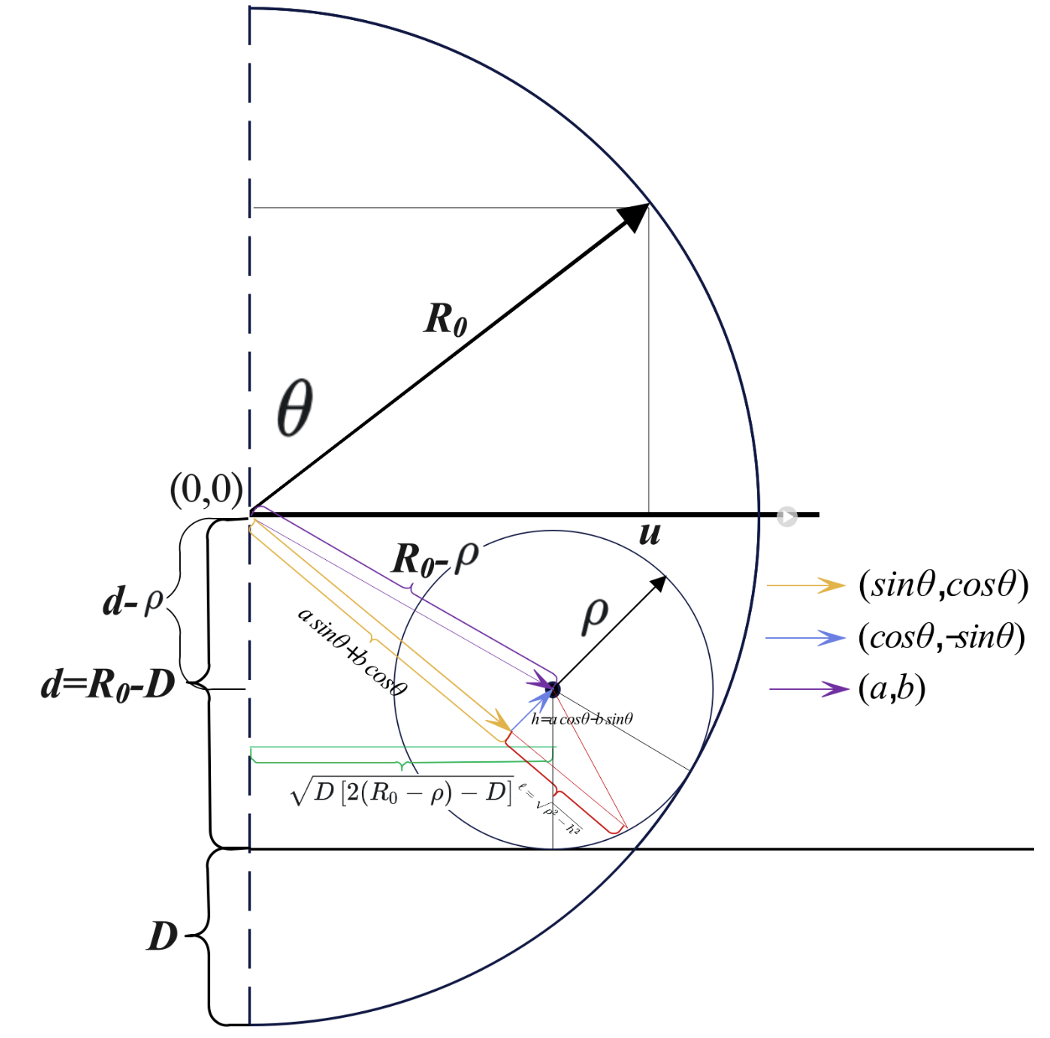 R₀
θ
(0,0)
u
R₀-ρ
d-ρ
ρ
(sinθ,cosθ)
a sinθ+b cosθ
(cosθ,-sinθ)
d=R₀-D
(a,b)
h=a cosθ-b sinθ
√D [2(R₀ − ρ) − D]
ℓ = √ρ² − h²
D